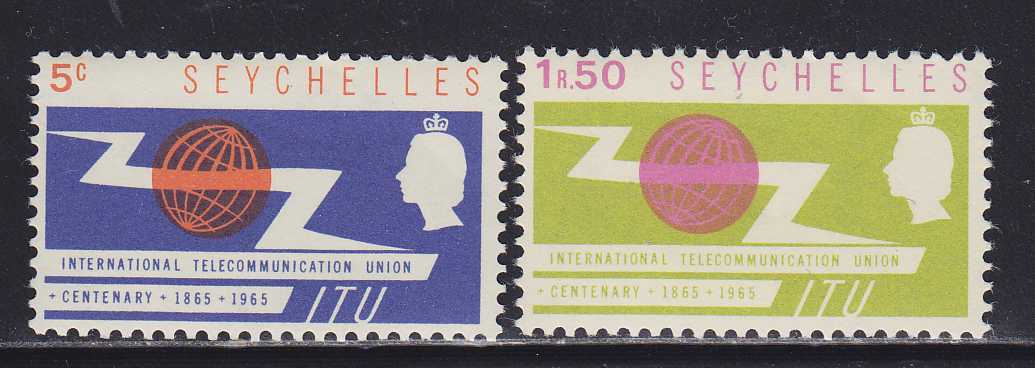 5c SEYCHELLES
INTERNATIONAL TELECOMMUNICATION UNION
+ CENTENARY + 1865 + 1965
ITU
1R.50 SEYCHELLES
INTERNATIONAL TELECOMMUNICATION UNION
+ CENTENARY + 1865 + 1965
ITU